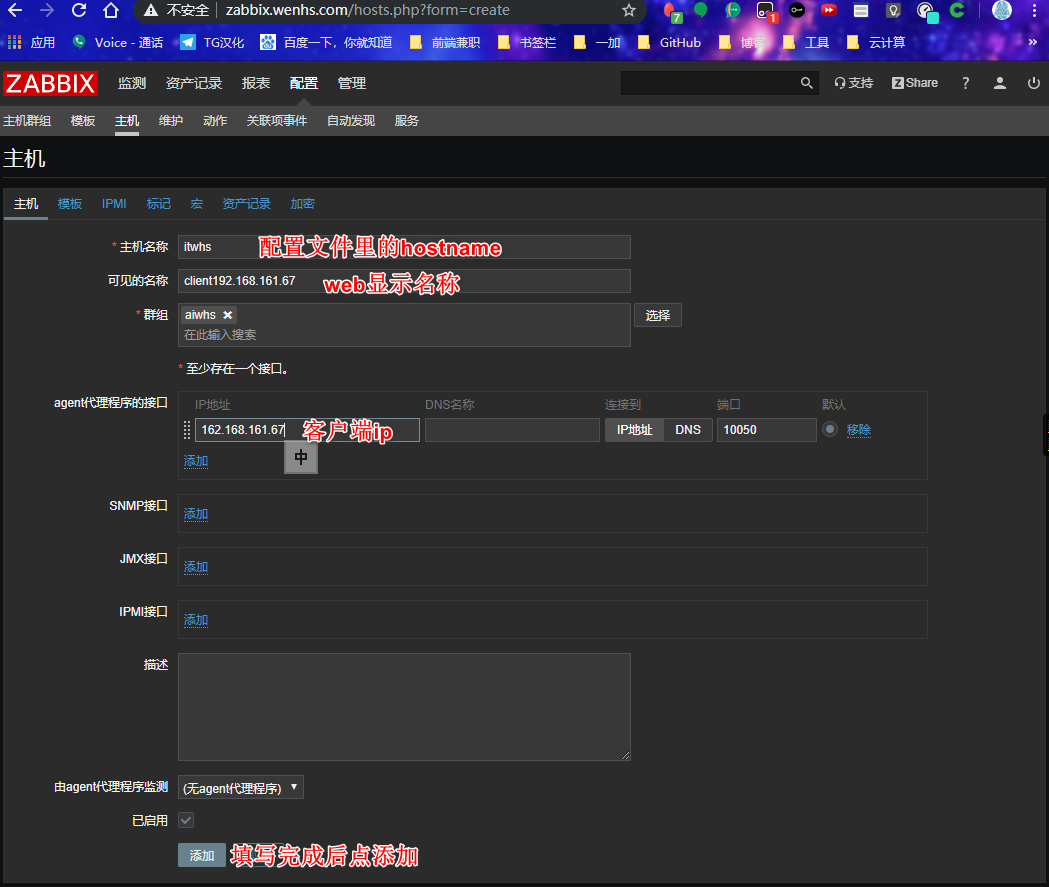 不安全 zabbix.wenhs.com/hosts.php?form=create 7 1
应用 Voice - 通话 TG汉化 百度一下，你就知道 前端兼职 书签栏 一加 GitHub 博客 工具 云计算 »
ZABBIX 监测 资产记录 报表 配置 管理 支持 Z Share ?
主机群组 模板 主机 维护 动作 关联项事件 自动发现 服务
主机
主机 模板 IPMI 标记 宏 资产记录 加密
* 主机名称 itwhs 配置文件里的hostname
可见的名称 client192.168.161.67 web显示名称
* 群组 aiwhs 选择
在此输入搜索
* 至少存在一个接口。
agent代理程序的接口 IP地址 DNS名称 连接到 端口 默认
162.168.161.67 客户端ip IP地址 DNS 10050 移除
添加 中
SNMP接口 添加
JMX接口 添加
IPMI接口 添加
描述
由agent代理程序监测 (无agent代理程序)
已启用
添加 填写完成后点添加